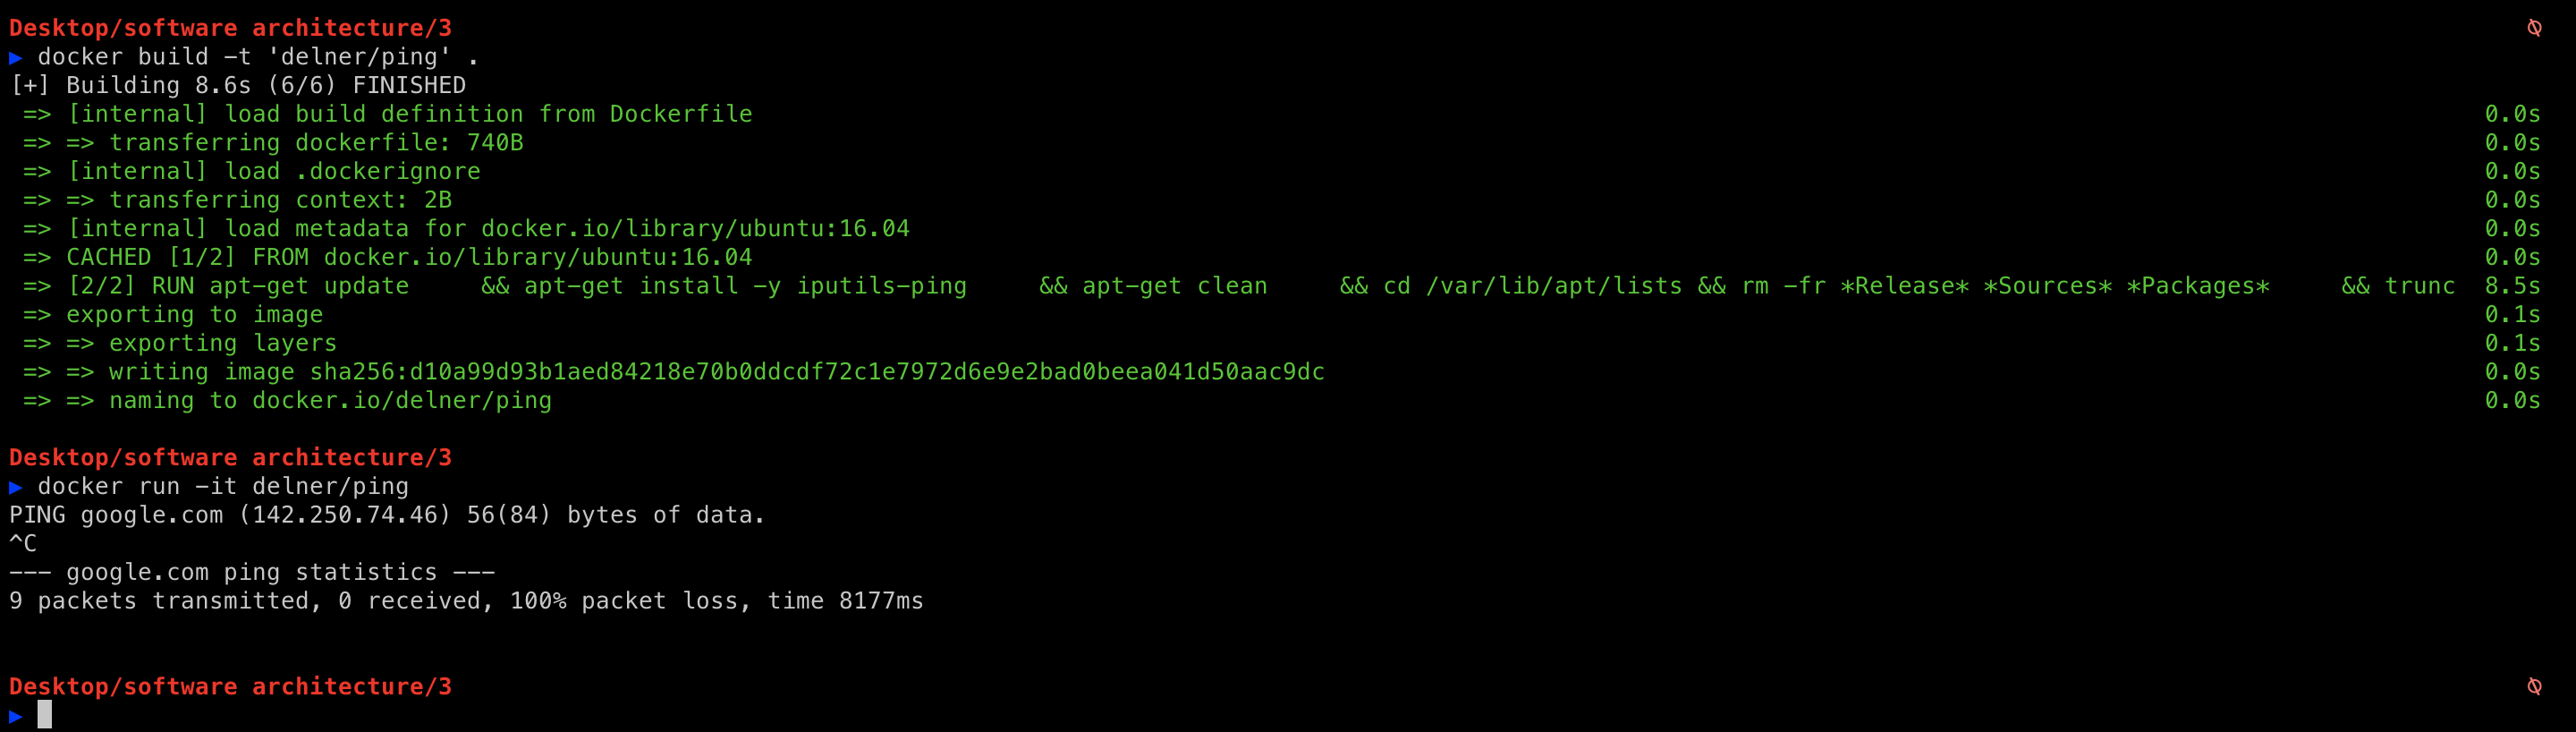 Desktop/software architecture/3
▶ docker build -t 'delner/ping' .
[+] Building 8.6s (6/6) FINISHED
=> [internal] load build definition from Dockerfile 0.0s
=> => transferring dockerfile: 740B 0.0s
=> [internal] load .dockerignore 0.0s
=> => transferring context: 2B 0.0s
=> [internal] load metadata for docker.io/library/ubuntu:16.04 0.0s
=> CACHED [1/2] FROM docker.io/library/ubuntu:16.04 0.0s
=> [2/2] RUN apt-get update     && apt-get install -y iputils-ping     && apt-get clean     && cd /var/lib/apt/lists && rm -fr *Release* *Sources* *Packages*     && trunc 8.5s
=> exporting to image 0.1s
=> => exporting layers 0.1s
=> => writing image sha256:d10a99d93b1aed84218e70b0ddcdf72c1e7972d6e9e2bad0beea041d50aac9dc 0.0s
=> => naming to docker.io/delner/ping 0.0s
Desktop/software architecture/3
▶ docker run -it delner/ping
PING google.com (142.250.74.46) 56(84) bytes of data.
^C
--- google.com ping statistics ---
9 packets transmitted, 0 received, 100% packet loss, time 8177ms
Desktop/software architecture/3
▶